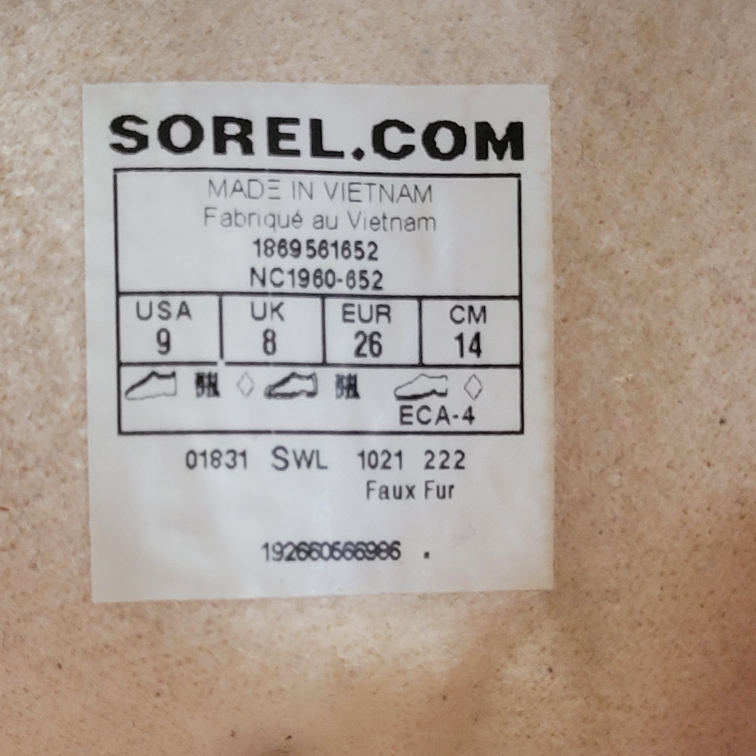 SOREL.COM
MADE IN VIETNAM
Fabriqué au Vietnam
1869561652
NC1960-652
USA UK EUR CM
9 8 26 14
ECA-4
01831 SWL 1021 222
Faux Fur
192660566986